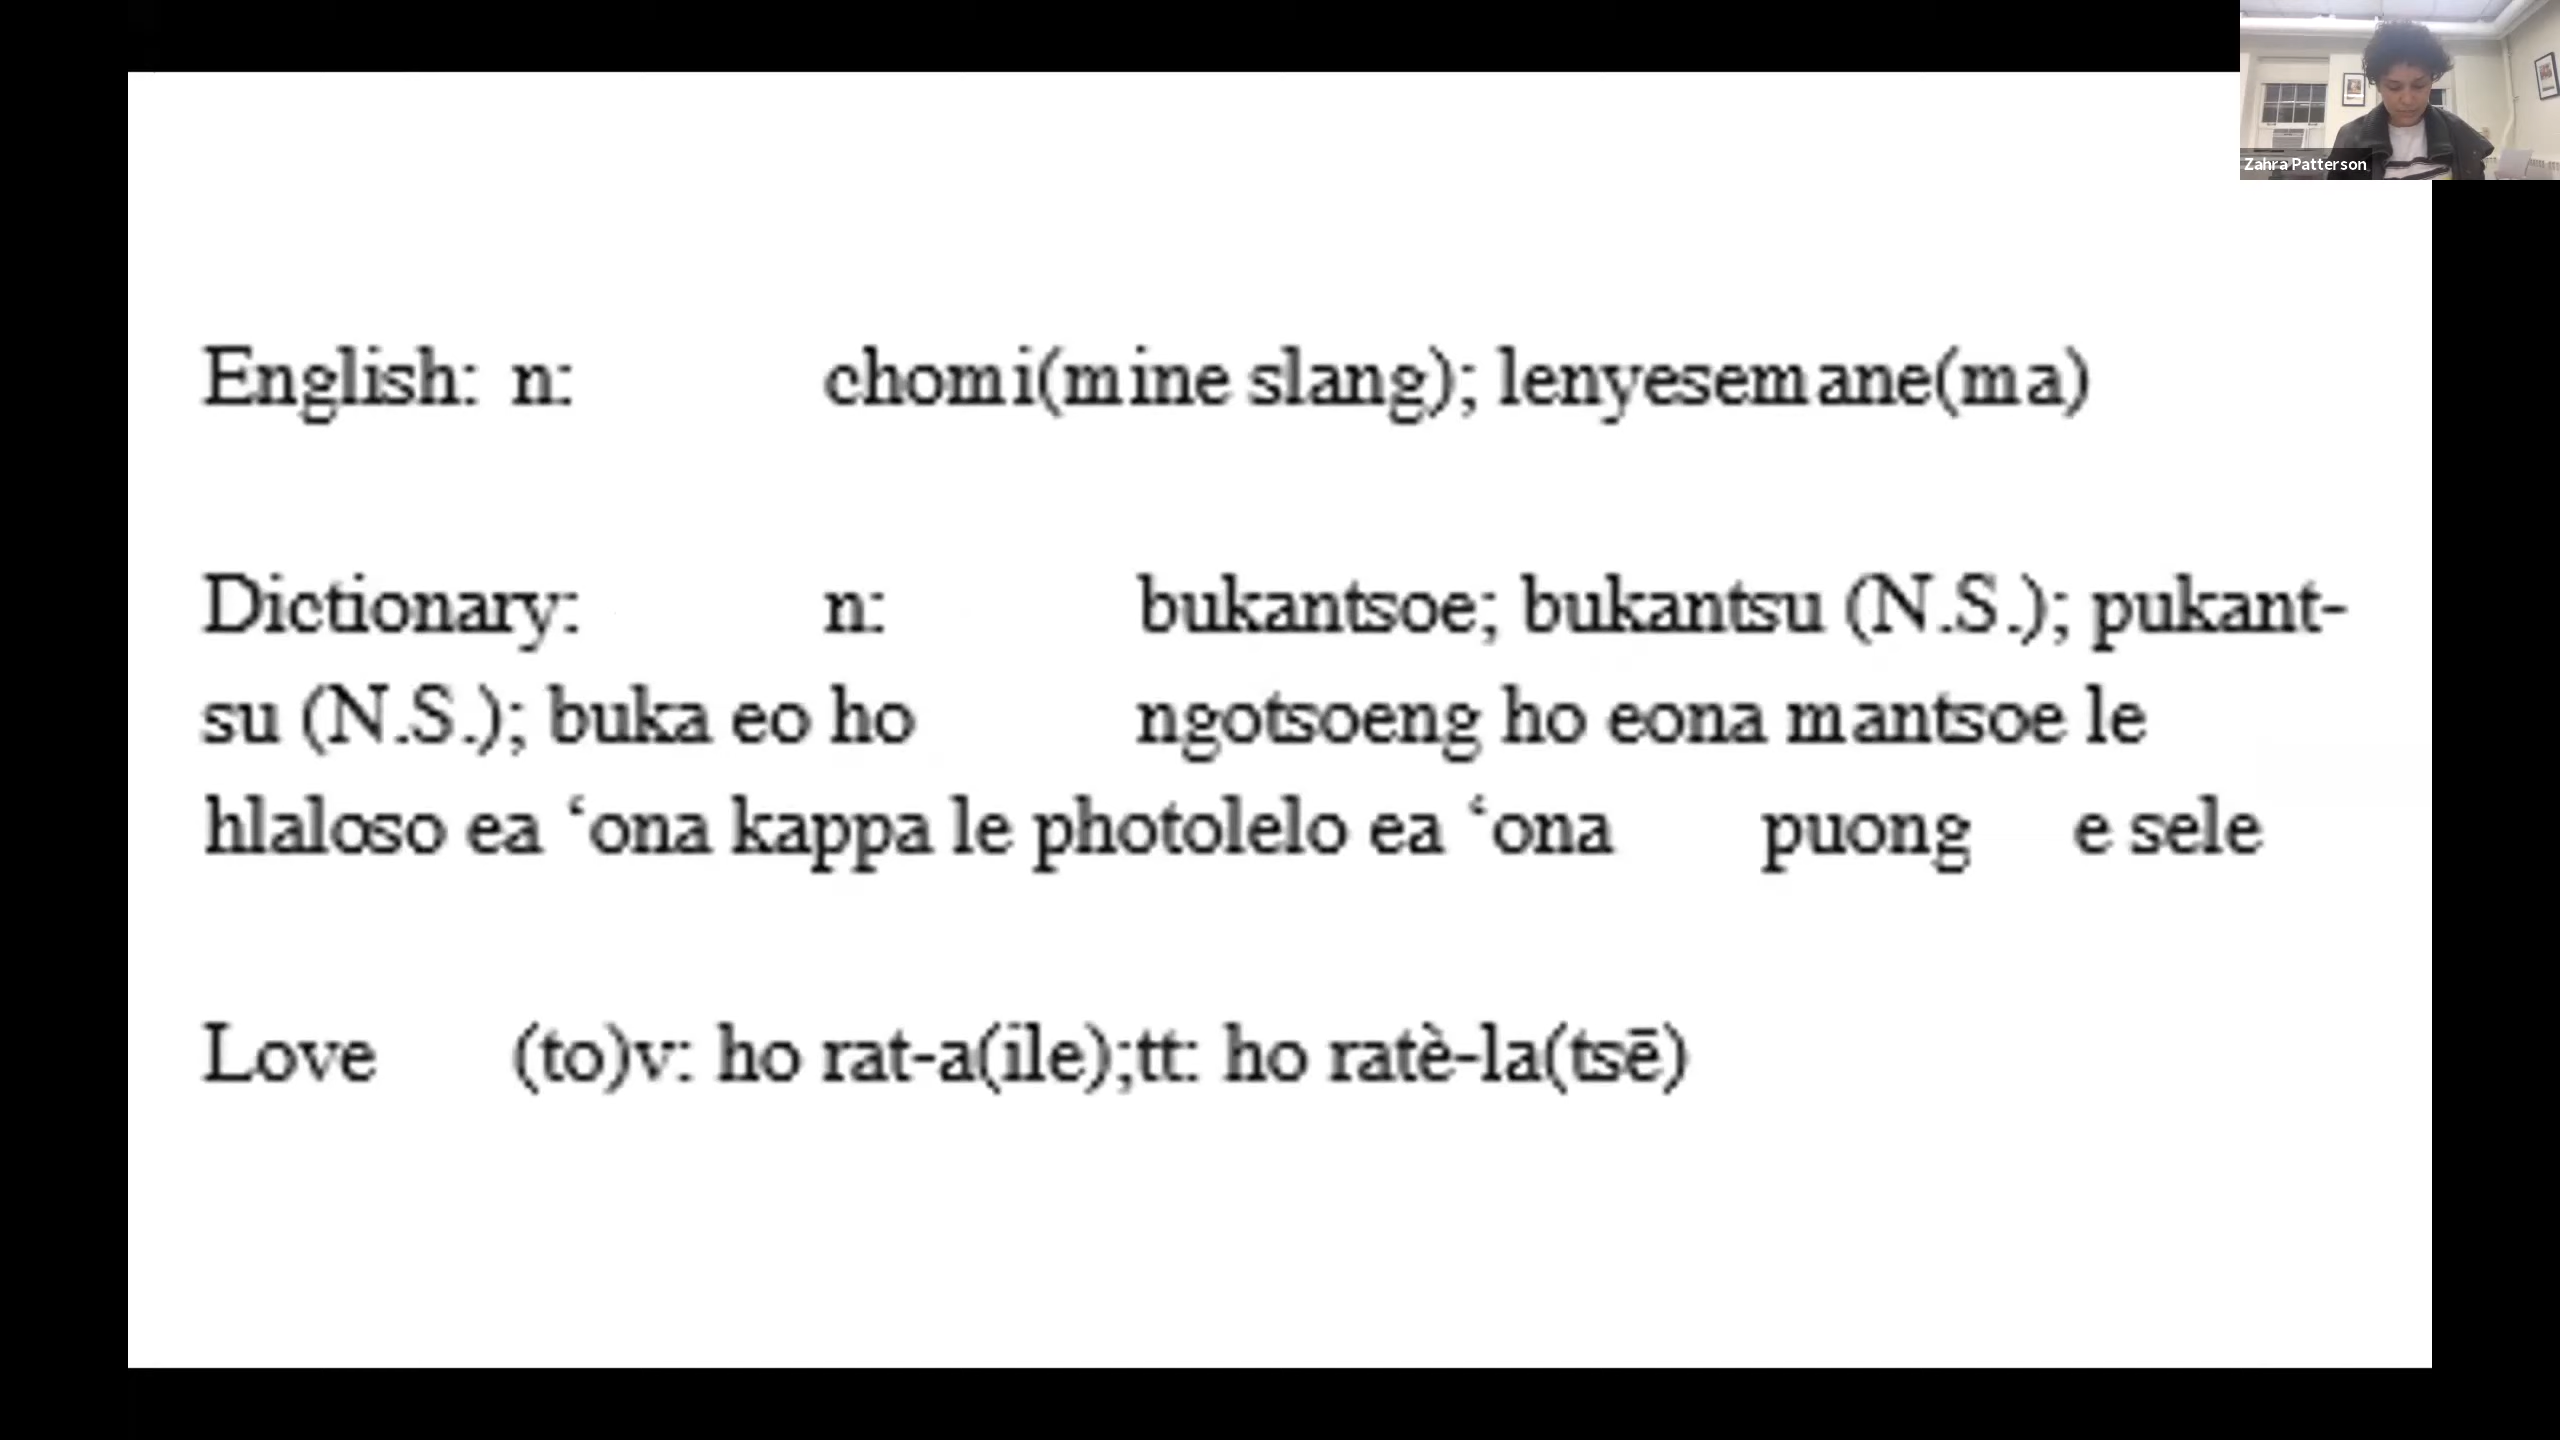 Zahra Patterson
English: n: chomi(mine slang); lenyesemane(ma)
Dictionary: n: bukantsoe; bukantsu (N.S.); pukant-
su (N.S.); buka eo ho ngotsoeng ho eona mantsoe le
hlaloso ea ‘ona kappa le photolelo ea ‘ona puong e sele
Love (to)v: ho rat-a(ile);tt: ho ratè-la(tsē)